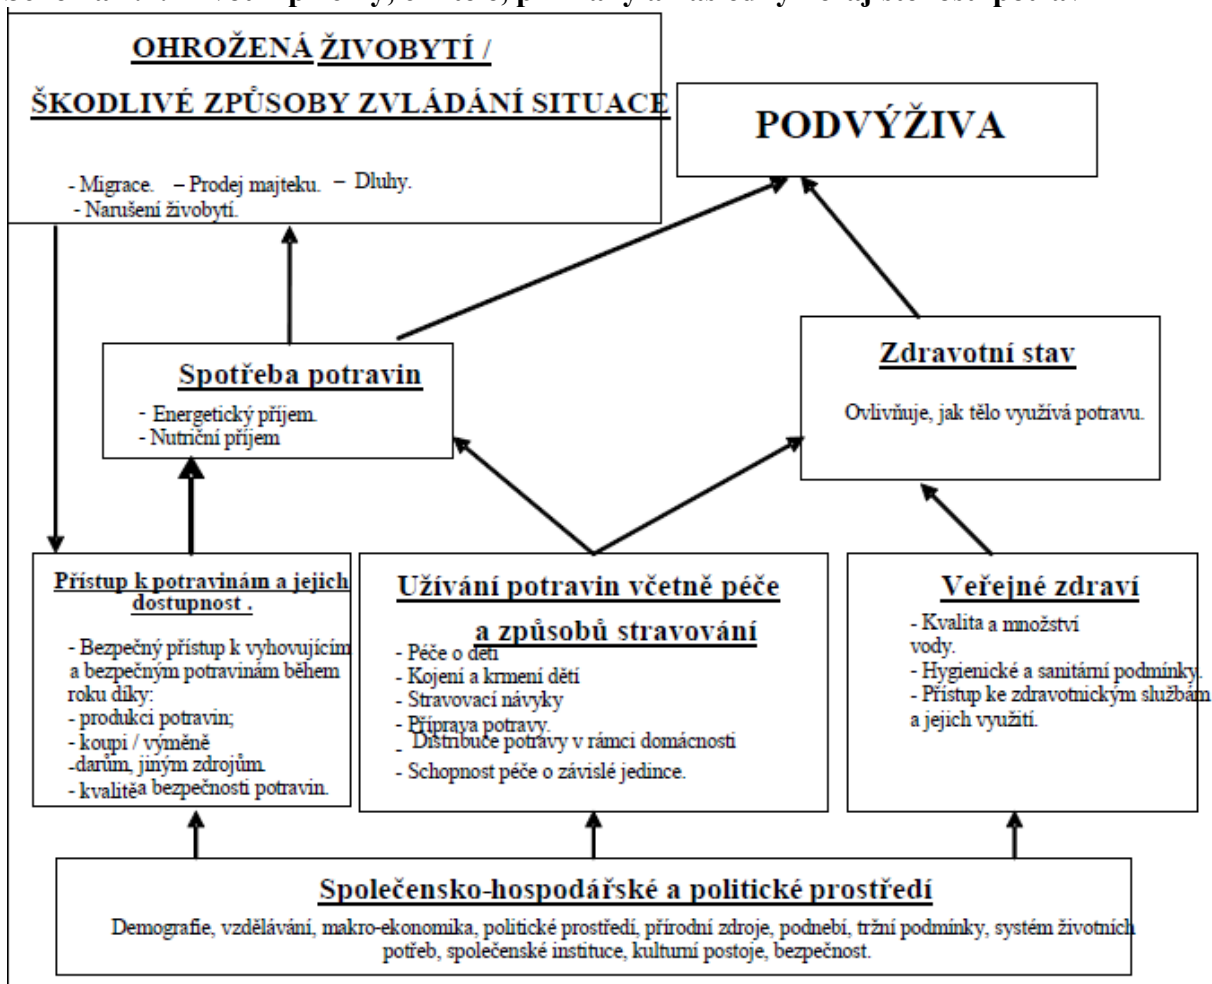 OHROŽENÁ ŽIVOBYTÍ /
ŠKODLIVÉ ZPŮSOBY ZVLÁDÁNÍ SITUACE
- Migrace. – Prodej majteku. – Dluhy.
- Narušení živobytí.
PODVÝŽIVA
Spotřeba potravin
- Energetický příjem.
- Nutriční příjem
Zdravotní stav
Ovlivňuje, jak tělo využívá potravu.
Přístup k potravinám a jejich
dostupnost .
- Bezpečný přístup k vyhovujícím
a bezpečným potravinám během
roku díky:
- produkci potravin;
- koupi / výměně
-darům, jiným zdrojům.
- kvalitě a bezpečnosti potravin.
Užívání potravin včetně péče
a způsobů stravování
- Péče o děti
- Kojení a krmení dětí
- Stravovací návyky
- Příprava potravy.
- Distribuce potravy v rámci domácnosti
- Schopnost péče o závislé jedince.
Veřejné zdraví
- Kvalita a množství
vody.
- Hygienické a sanitární podmínky.
- Přístup ke zdravotnickým službám
a jejich využití.
Společensko-hospodářské a politické prostředí
Demografie, vzdělávání, makro-ekonomika, politické prostředí, přírodní zdroje, podnebí, tržní podmínky, systém životních
potřeb, společenské instituce, kulturní postoje, bezpečnost.